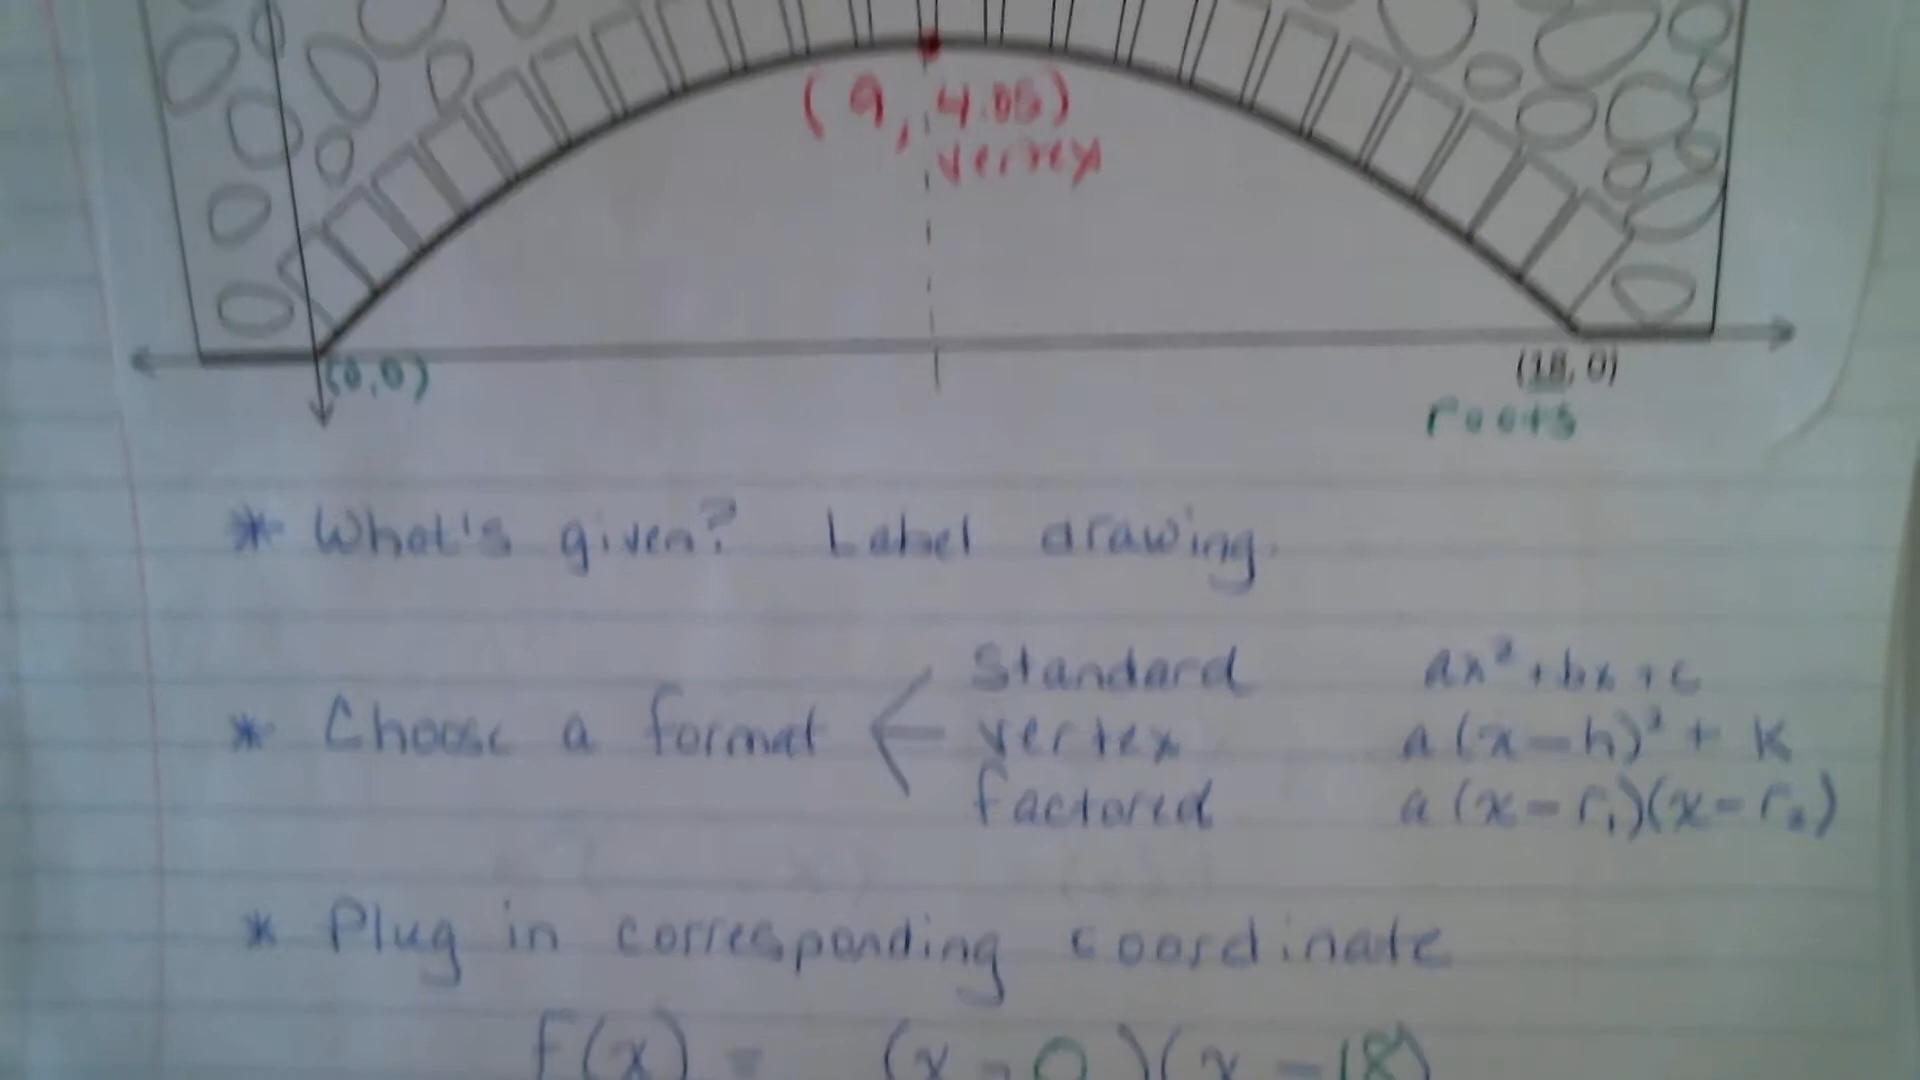 (9, 4.05)
vertex
(0,0)
(18, 0)
roots
* What's given? Label drawing.
* Choose a format < Standard ax² + bx + c
vertex a(x-h)² + k
factored a(x-r₁)(x-r₂)
* Plug in corresponding coordinate
F(x) = (x-0)(x-18)